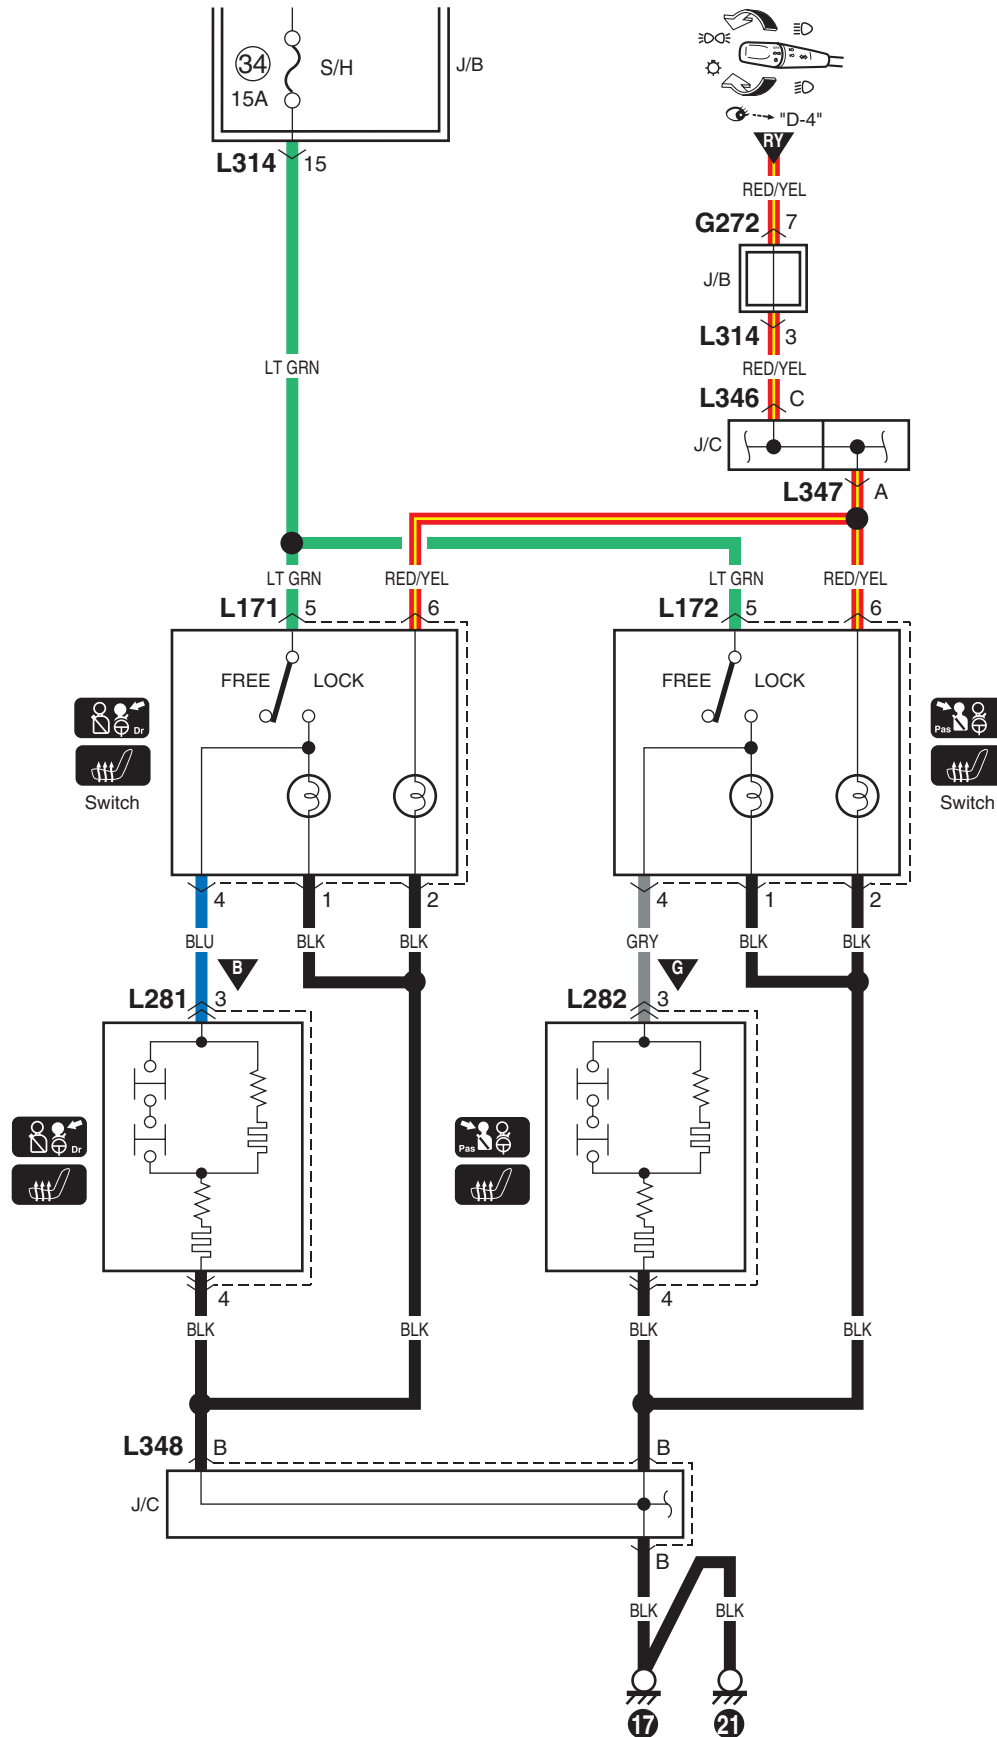 34 S/H J/B
15A
"D-4"
RY
L314 15
RED/YEL
G272 7
J/B
L314 3
LT GRN RED/YEL
L346 C
J/C
L347 A
LT GRN RED/YEL LT GRN RED/YEL
L171 5 6 L172 5 6
FREE LOCK FREE LOCK
Dr Pas
Switch Switch
4 1 2 4 1 2
BLU BLK BLK GRY BLK BLK
B G
L281 3 L282 3
Dr Pas
4 4
BLK BLK BLK BLK
L348 B B
J/C
B
BLK BLK
17 21